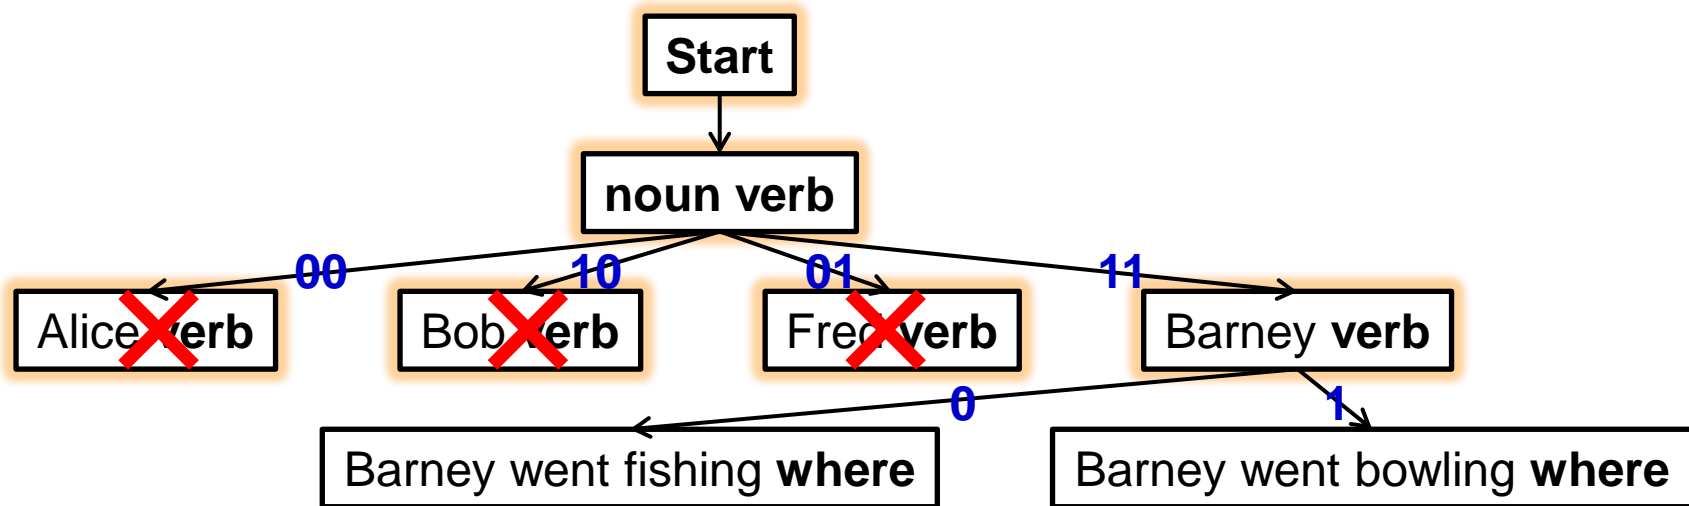 Start
noun verb
00
10
01
11
Alice verb
Bob verb
Fred verb
Barney verb
0
1
Barney went fishing where
Barney went bowling where